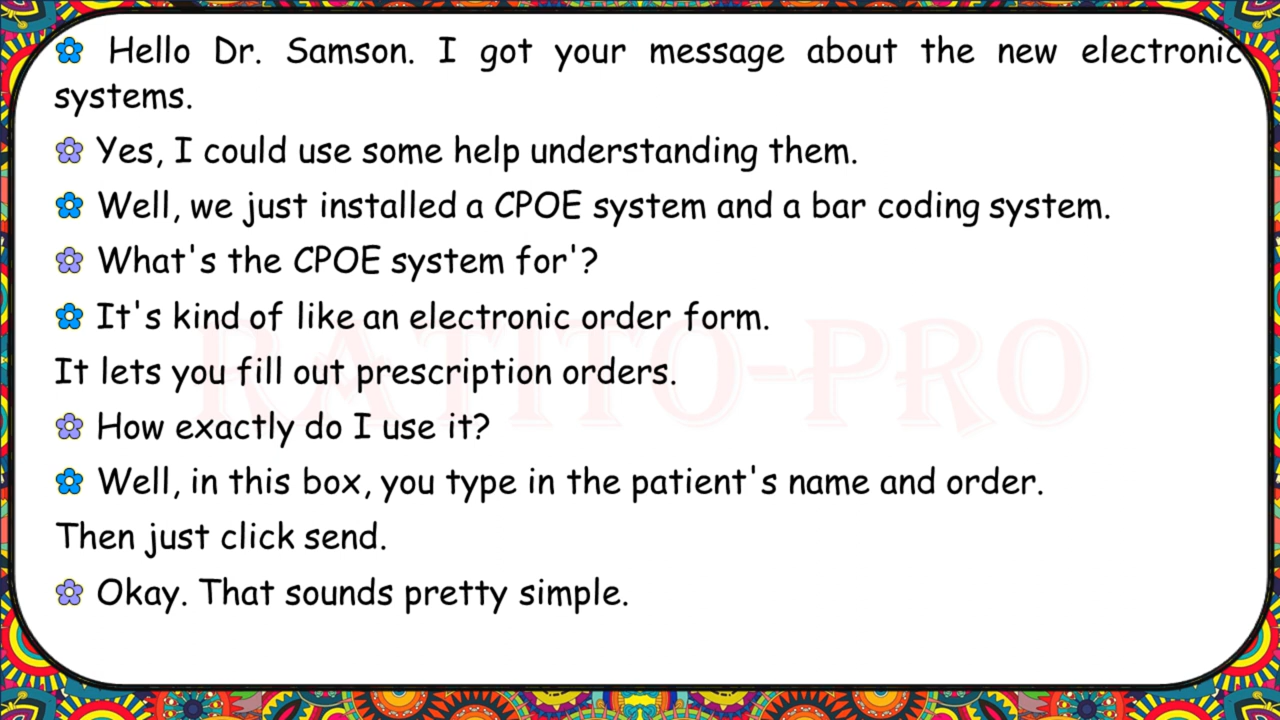 Hello Dr. Samson. I got your message about the new electronic
systems.
Yes, I could use some help understanding them.
Well, we just installed a CPOE system and a bar coding system.
What's the CPOE system for'?
It's kind of like an electronic order form.
It lets you fill out prescription orders.
How exactly do I use it?
Well, in this box, you type in the patient's name and order.
Then just click send.
Okay. That sounds pretty simple.
RATITO-PRO